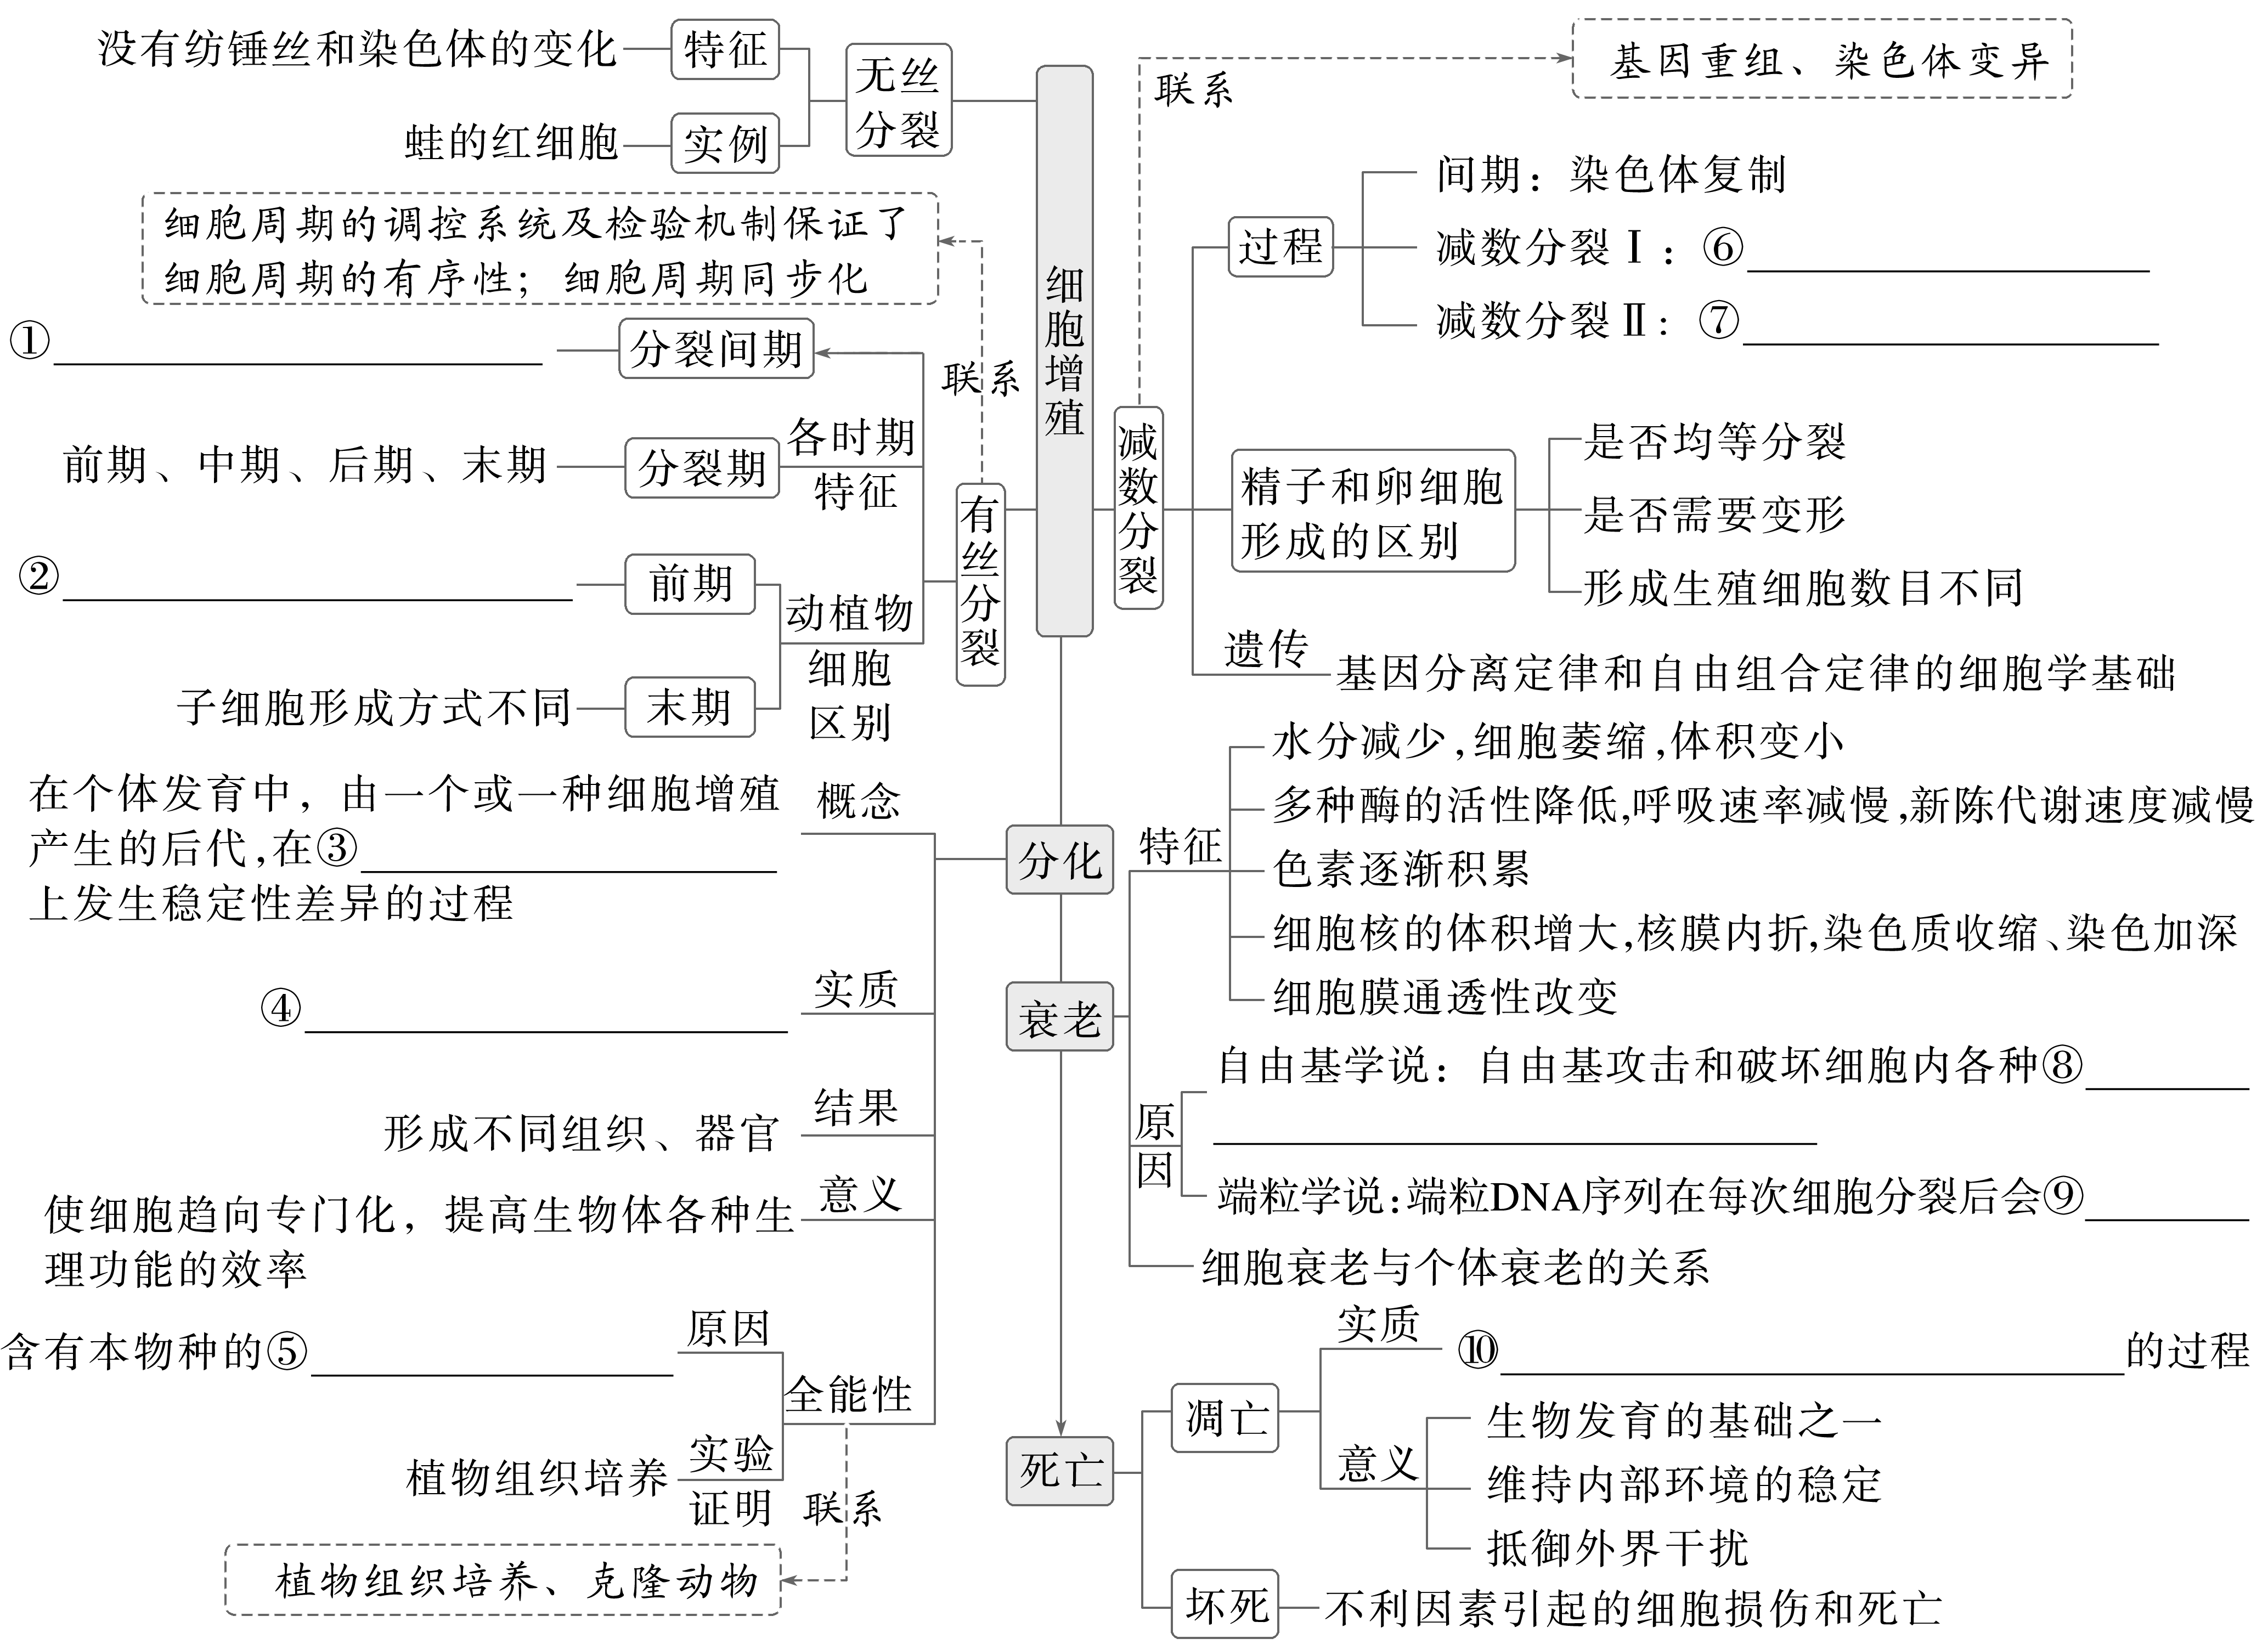 没有纺锤丝和染色体的变化
特征
无丝
分裂
蛙的红细胞
实例
细胞周期的调控系统及检验机制保证了
细胞周期的有序性；细胞周期同步化
联系
①
分裂间期
前期、中期、后期、末期
分裂期
各时期
特征
②
前期
动植物
细胞
区别
子细胞形成方式不同
末期
有丝分裂
细胞增殖
联系
基因重组、染色体变异
减数分裂
过程
间期：染色体复制
减数分裂Ⅰ：⑥
减数分裂Ⅱ：⑦
精子和卵细胞
形成的区别
是否均等分裂
是否需要变形
形成生殖细胞数目不同
遗传
基因分离定律和自由组合定律的细胞学基础
分化
概念
在个体发育中，由一个或一种细胞增殖
产生的后代,在③
上发生稳定性差异的过程
实质
④
结果
形成不同组织、器官
意义
使细胞趋向专门化，提高生物体各种生
理功能的效率
全能性
原因
含有本物种的⑤
实验
证明
植物组织培养
联系
植物组织培养、克隆动物
衰老
特征
水分减少,细胞萎缩,体积变小
多种酶的活性降低,呼吸速率减慢,新陈代谢速度减慢
色素逐渐积累
细胞核的体积增大,核膜内折,染色质收缩、染色加深
细胞膜通透性改变
原因
自由基学说：自由基攻击和破坏细胞内各种⑧
端粒学说:端粒DNA序列在每次细胞分裂后会⑨
细胞衰老与个体衰老的关系
死亡
凋亡
实质
⑩的过程
意义
生物发育的基础之一
维持内部环境的稳定
抵御外界干扰
坏死
不利因素引起的细胞损伤和死亡